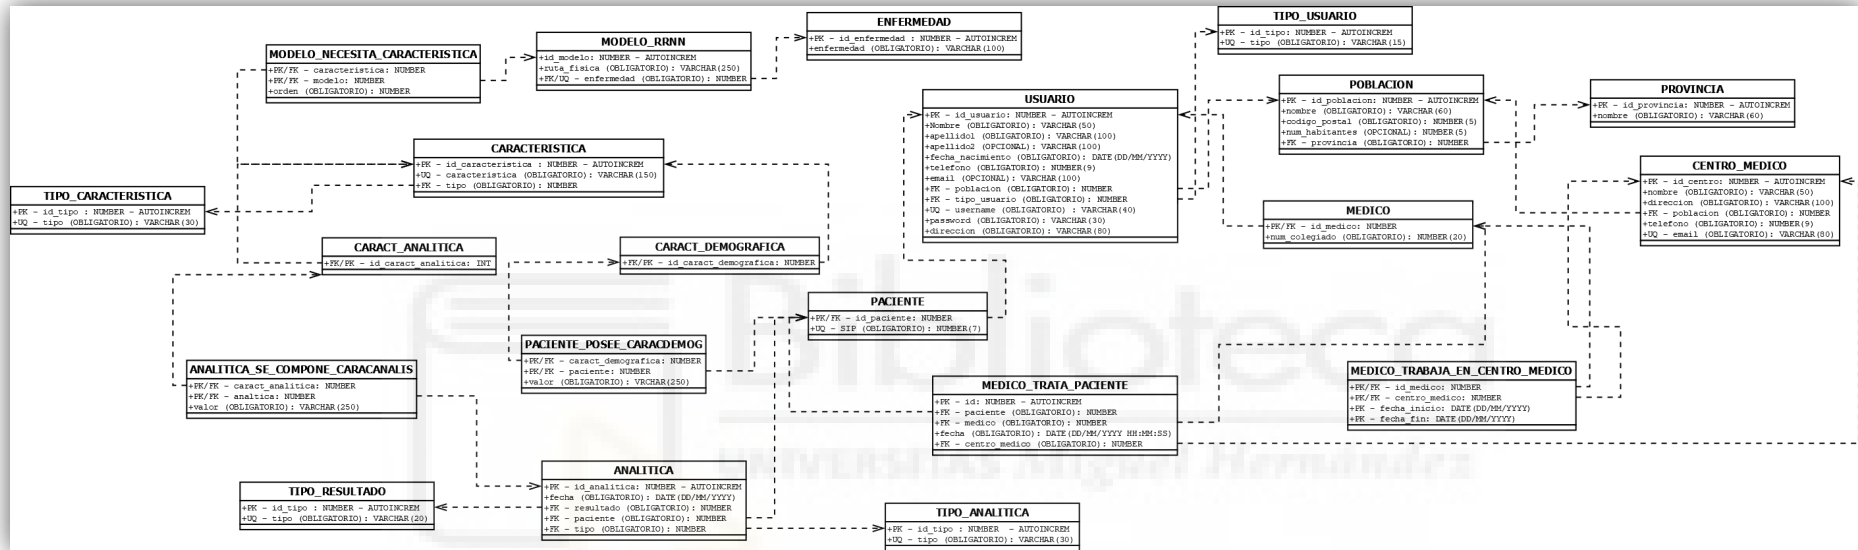 ENFERMEDAD
+PK - id_enfermedad : NUMBER - AUTOINCREM
+enfermedad (OBLIGATORIO): VARCHAR(100)
TIPO_USUARIO
+PK - id_tipo: NUMBER - AUTOINCREM
+UQ - tipo (OBLIGATORIO): VARCHAR(15)
MODELO_NECESITA_CARACTERISTICA
+PK/FK - caracteristica: NUMBER
+PK/FK - modelo: NUMBER
+orden (OBLIGATORIO): NUMBER
MODELO_RRNN
+id_modelo: NUMBER - AUTOINCREM
+ruta_fisica (OBLIGATORIO): VARCHAR(250)
+FK/UQ - enfermedad (OBLIGATORIO): NUMBER
USUARIO
+PK - id_usuario: NUMBER - AUTOINCREM
+Nombre (OBLIGATORIO): VARCHAR(50)
+apellido1 (OBLIGATORIO): VARCHAR(100)
+apellido2 (OPCIONAL): VARCHAR(100)
+fecha_nacimiento (OBLIGATORIO): DATE(DD/MM/YYYY)
+telefono (OBLIGATORIO): NUMBER(9)
+email (OPCIONAL): VARCHAR(100)
+FK - poblacion (OBLIGATORIO): NUMBER
+FK - tipo_usuario (OBLIGATORIO): NUMBER
+UQ - username (OBLIGATORIO) : VARCHAR(40)
+password (OBLIGATORIO): VARCHAR(30)
+direccion (OBLIGATORIO): VARCHAR(80)
POBLACION
+PK - id_poblacion: NUMBER - AUTOINCREM
+nombre (OBLIGATORIO): VARCHAR(60)
+codigo_postal (OBLIGATORIO): NUMBER(5)
+num_habitantes (OPCIONAL): NUMBER(5)
+FK - provincia (OBLIGATORIO): NUMBER
PROVINCIA
+PK - id_provincia: NUMBER - AUTOINCREM
+nombre (OBLIGATORIO): VARCHAR(60)
CARACTERISTICA
+PK - id_caracteristica : NUMBER - AUTOINCREM
+UQ - caracteristica (OBLIGATORIO): VARCHAR(150)
+FK - tipo (OBLIGATORIO): NUMBER
CENTRO_MEDICO
+PK - id_centro: NUMBER - AUTOINCREM
+nombre (OBLIGATORIO): VARCHAR(50)
+direccion (OBLIGATORIO): VARCHAR(100)
+FK - poblacion (OBLIGATORIO): NUMBER
+telefono (OBLIGATORIO): NUMBER(9)
+UQ - email (OBLIGATORIO): VARCHAR(80)
TIPO_CARACTERISTICA
+PK - id_tipo : NUMBER - AUTOINCREM
+UQ - tipo (OBLIGATORIO): VARCHAR(30)
MEDICO
+PK/FK - id_medico: NUMBER
+num_colegiado (OBLIGATORIO): NUMBER(20)
CARACT_ANALITICA
+FK/PK - id_caract_analitica: INT
CARACT_DEMOGRAFICA
+FK/PK - id_caract_demografica: NUMBER
PACIENTE
+PK/FK - id_paciente: NUMBER
+UQ - SIP (OBLIGATORIO): NUMBER(7)
PACIENTE_POSEE_CARACDEMOG
+PK/FK - caract_demografica: NUMBER
+PK/FK - paciente: NUMBER
+valor (OBLIGATORIO): VRCHAR(250)
ANALITICA_SE_COMPONE_CARACANALIS
+PK/FK - caract_analitica: NUMBER
+PK/FK - analtica: NUMBER
+valor (OBLIGATORIO): VARCHAR(250)
MEDICO_TRATA_PACIENTE
+PK - id: NUMBER - AUTOINCREM
+FK - paciente (OBLIGATORIO): NUMBER
+FK - medico (OBLIGATORIO): NUMBER
+fecha (OBLIGATORIO): DATE(DD/MM/YYYY HH:MM:SS)
+FK - centro_medico (OBLIGATORIO): NUMBER
MEDICO_TRABAJA_EN_CENTRO_MEDICO
+PK/FK - id_medico: NUMBER
+PK/FK - centro_medico: NUMBER
+PK - fecha_inicio: DATE(DD/MM/YYYY)
+PK - fecha_fin: DATE(DD/MM/YYYY)
ANALITICA
+PK - id_analitica: NUMBER - AUTOINCREM
+fecha (OBLIGATORIO): DATE(DD/MM/YYYY)
+FK - resultado (OBLIGATORIO): NUMBER
+FK - paciente (OBLIGATORIO): NUMBER
+FK - tipo (OBLIGATORIO): NUMBER
TIPO_RESULTADO
+PK - id_tipo : NUMBER - AUTOINCREM
+UQ - tipo (OBLIGATORIO): VARCHAR(20)
TIPO_ANALITICA
+PK - id_tipo : NUMBER - AUTOINCREM
+UQ - tipo (OBLIGATORIO): VARCHAR(30)
Biblioteca
UNIVERSITAS Miguel Hernández